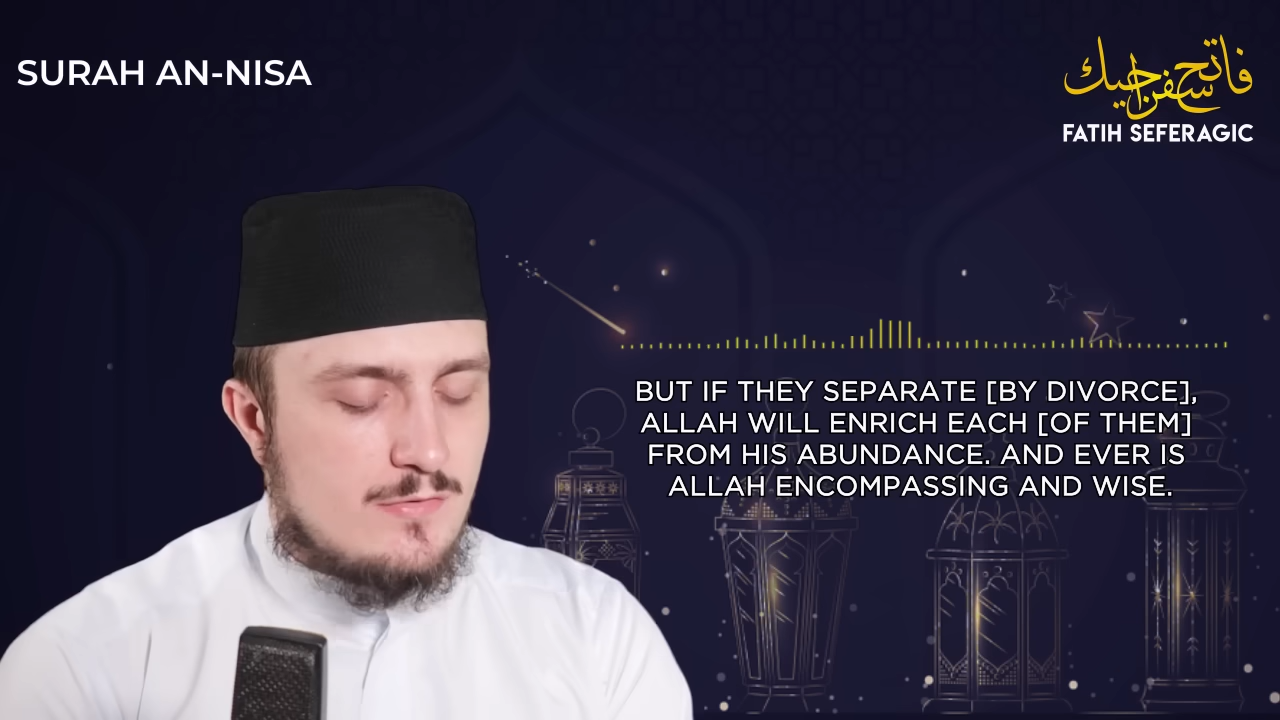 SURAH AN-NISA
فاتح سفراجيك
FATIH SEFERAGIC
BUT IF THEY SEPARATE [BY DIVORCE],
ALLAH WILL ENRICH EACH [OF THEM]
FROM HIS ABUNDANCE. AND EVER IS
ALLAH ENCOMPASSING AND WISE.